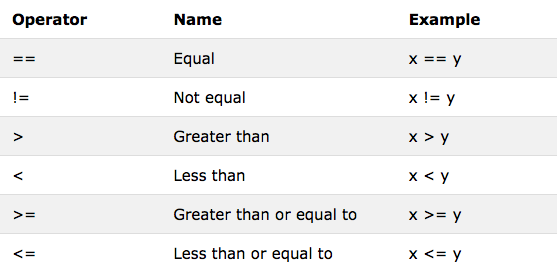 Operator Name Example
== Equal x == y
!= Not equal x != y
> Greater than x > y
< Less than x < y
>= Greater than or equal to x >= y
<= Less than or equal to x <= y